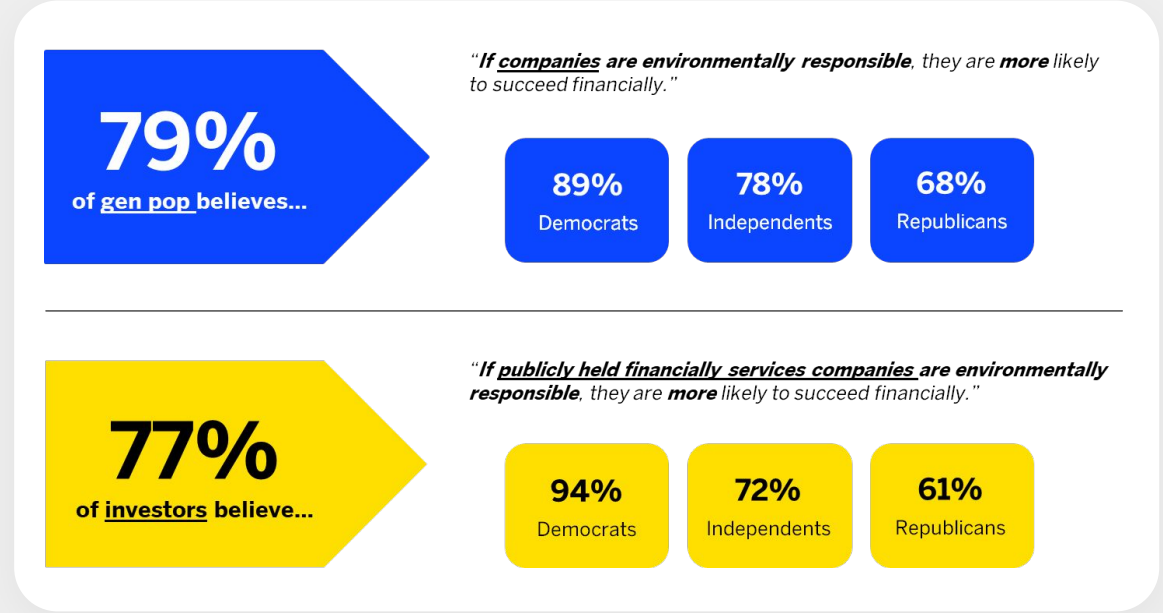 79%
of gen pop believes...
"If companies are environmentally responsible, they are more likely
to succeed financially."
89%
Democrats
78%
Independents
68%
Republicans
77%
of investors believe...
"If publicly held financially services companies are environmentally
responsible, they are more likely to succeed financially."
94%
Democrats
72%
Independents
61%
Republicans